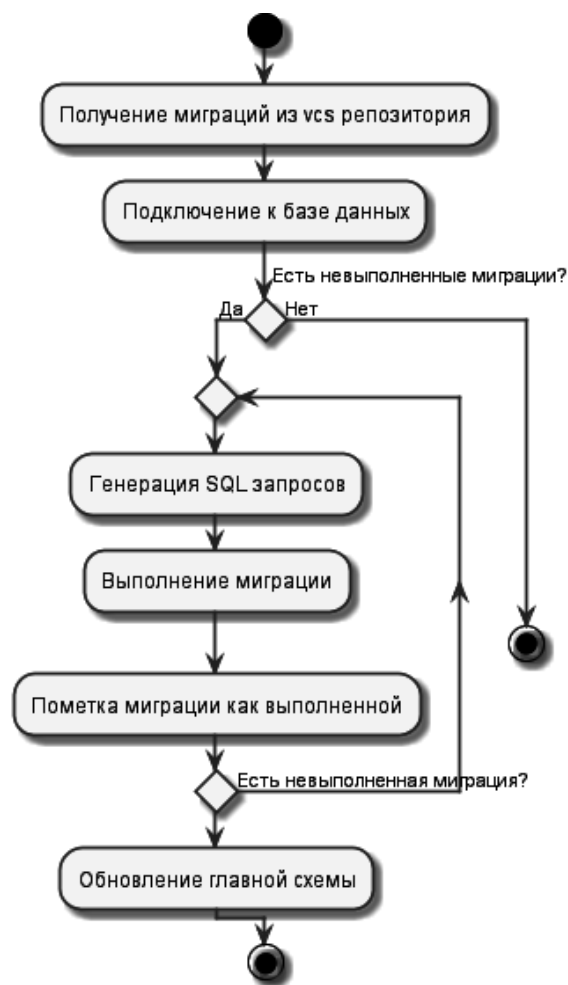 Получение миграций из vcs репозитория
Подключение к базе данных
Есть невыполненные миграции?
Да
Нет
Генерация SQL запросов
Выполнение миграции
Пометка миграции как выполненной
Есть невыполненная миграция?
Обновление главной схемы